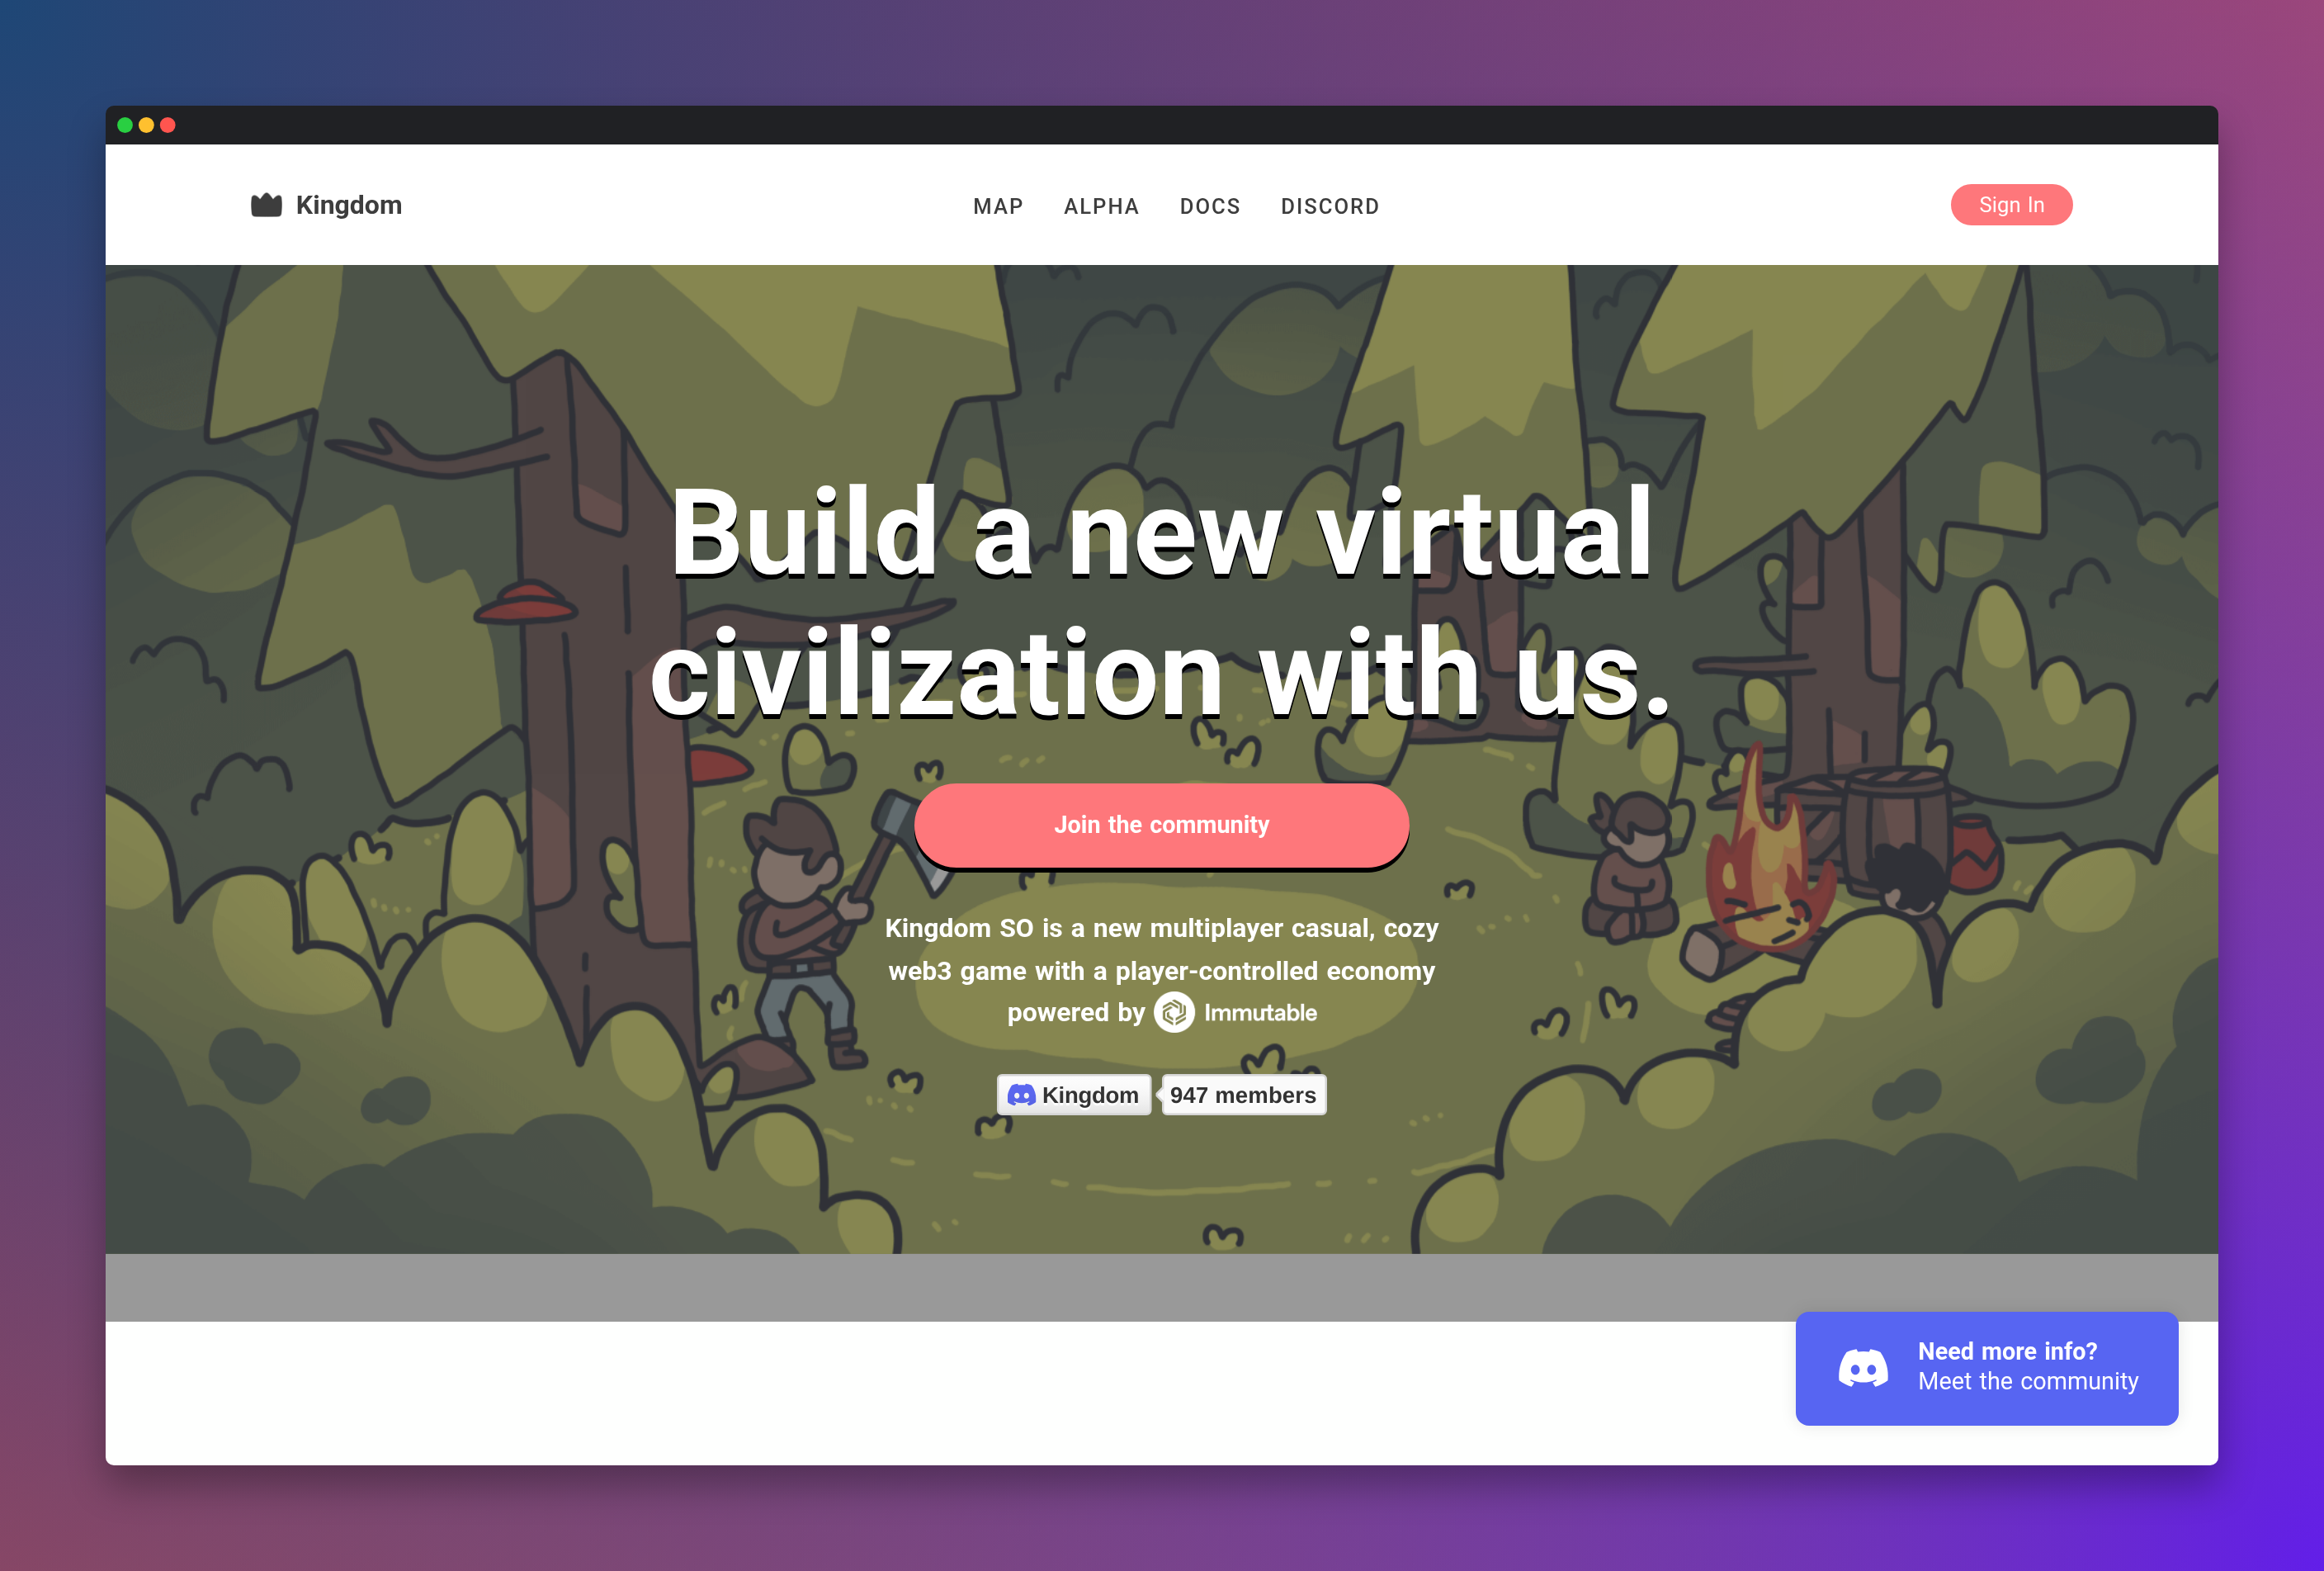 Kingdom
MAP ALPHA DOCS DISCORD
Sign In
Build a new virtual
civilization with us.
Join the community
Kingdom SO is a new multiplayer casual, cozy
web3 game with a player-controlled economy
powered by Immutable
Kingdom 947 members
Need more info?
Meet the community